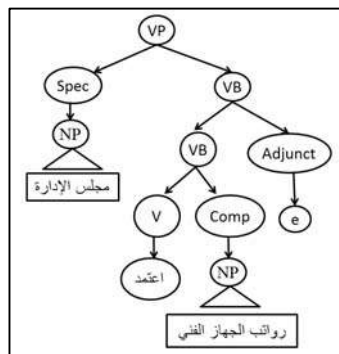 VP
Spec VB
NP VB Adjunct
مجلس الإدارة
V Comp e
اعتمد NP
رواتب الجهاز الفني